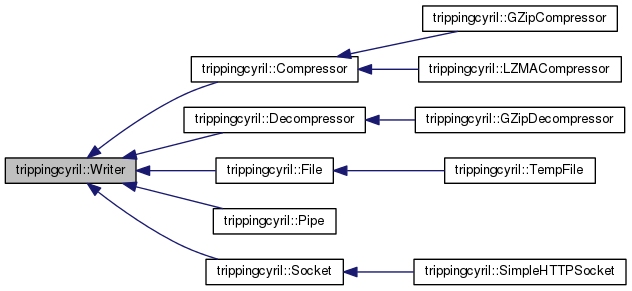 trippingcyril::GZipCompressor
trippingcyril::Compressor
trippingcyril::LZMACompressor
trippingcyril::Decompressor
trippingcyril::GZipDecompressor
trippingcyril::Writer
trippingcyril::File
trippingcyril::TempFile
trippingcyril::Pipe
trippingcyril::Socket
trippingcyril::SimpleHTTPSocket